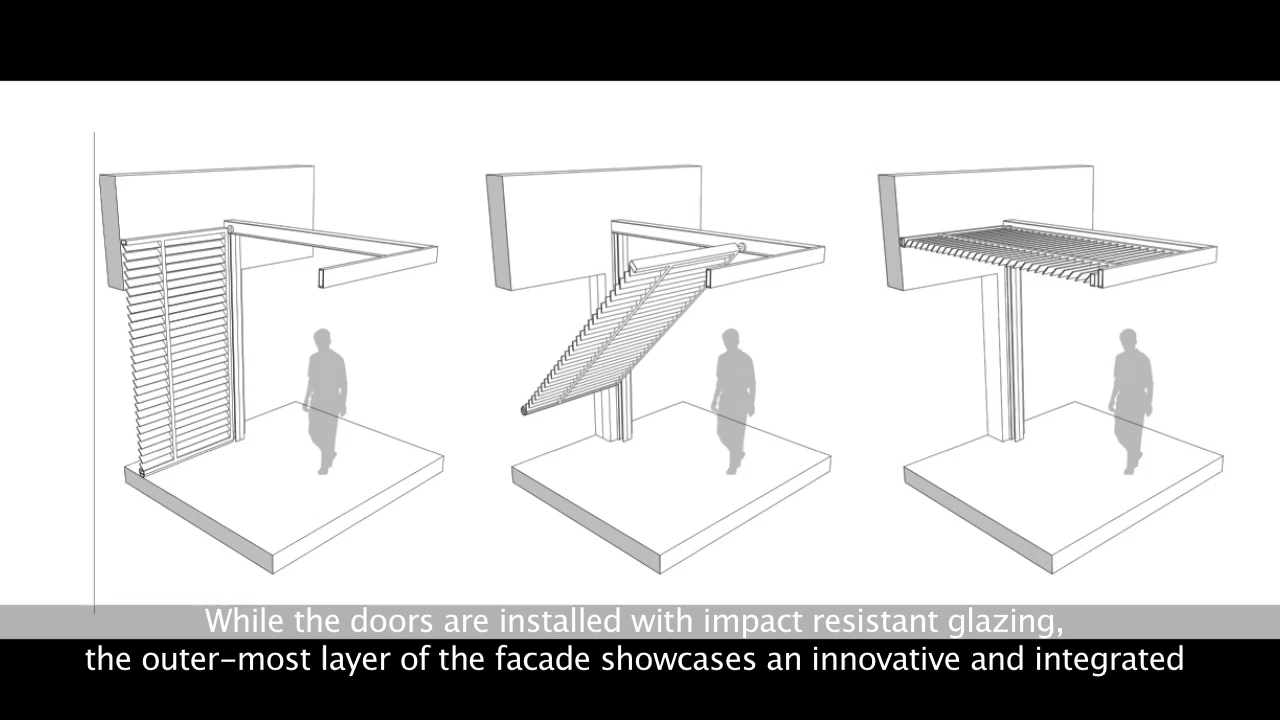 While the doors are installed with impact resistant glazing,
the outer-most layer of the facade showcases an innovative and integrated